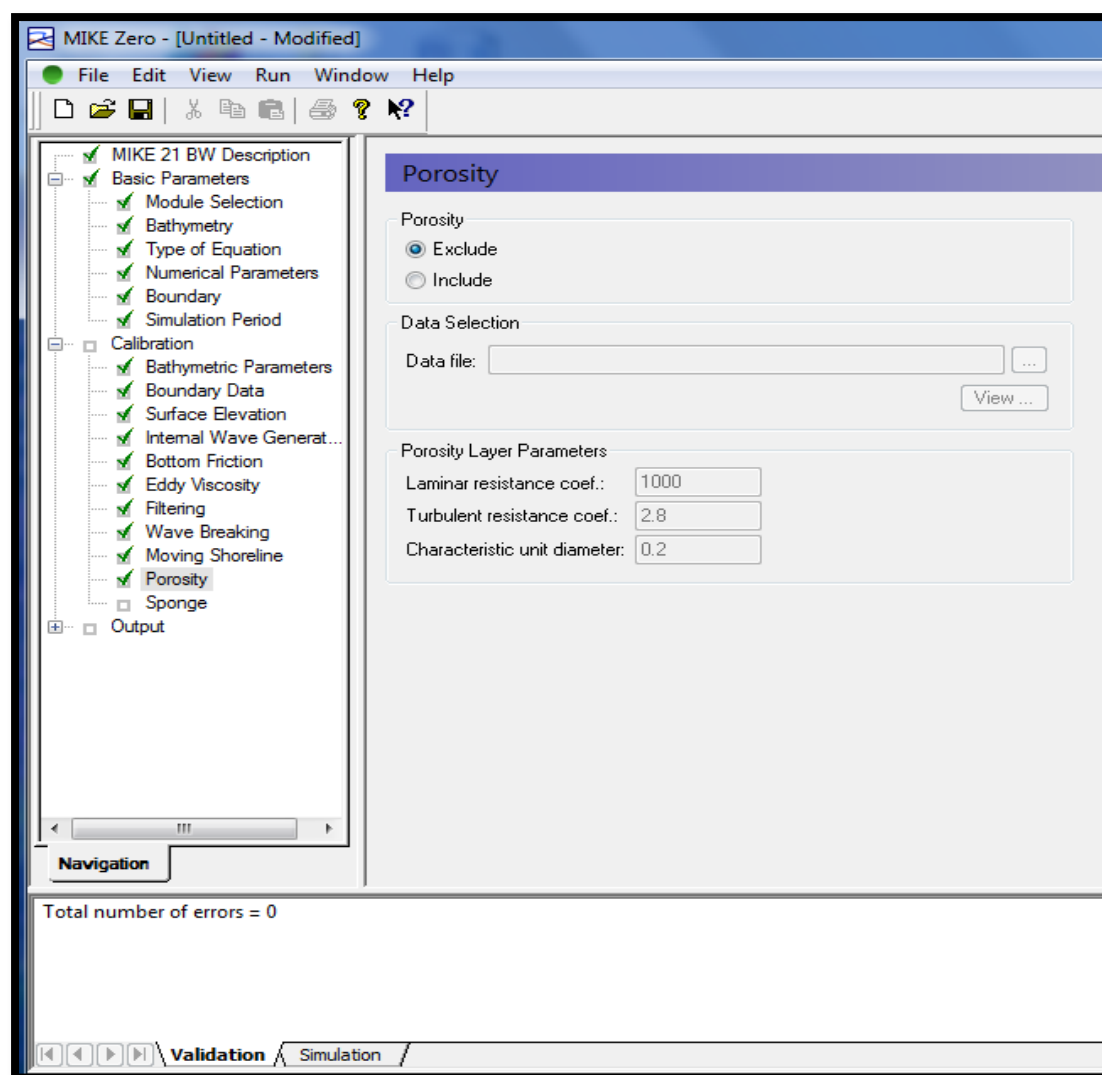 MIKE Zero - [Untitled - Modified]
File Edit View Run Window Help
MIKE 21 BW Description
Basic Parameters
Module Selection
Bathymetry
Type of Equation
Numerical Parameters
Boundary
Simulation Period
Calibration
Bathymetric Parameters
Boundary Data
Surface Elevation
Internal Wave Generat...
Bottom Friction
Eddy Viscosity
Filtering
Wave Breaking
Moving Shoreline
Porosity
Sponge
Output
Navigation
Porosity
Porosity
Exclude
Include
Data Selection
Data file: ...
View ...
Porosity Layer Parameters
Laminar resistance coef.: 1000
Turbulent resistance coef.: 2.8
Characteristic unit diameter: 0.2
Total number of errors = 0
Validation Simulation